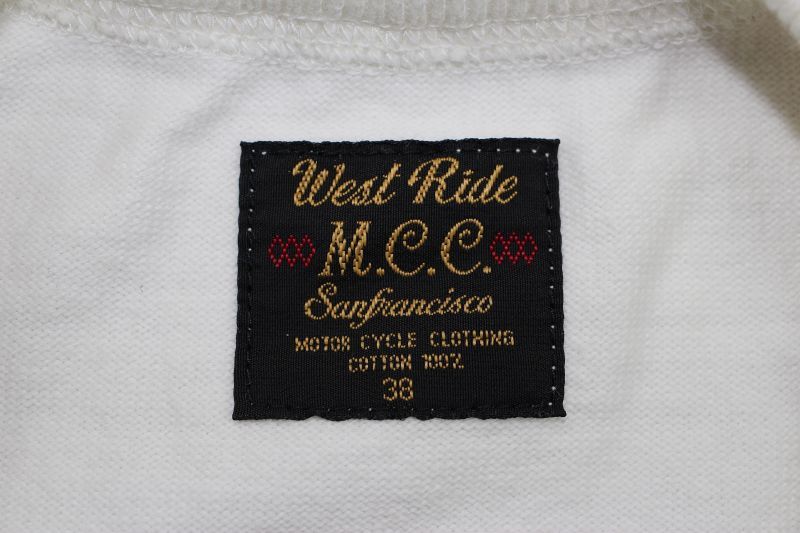 West Ride
M.C.C.
Sanfrancisco
MOTOR CYCLE CLOTHING
COTTON 100%
38